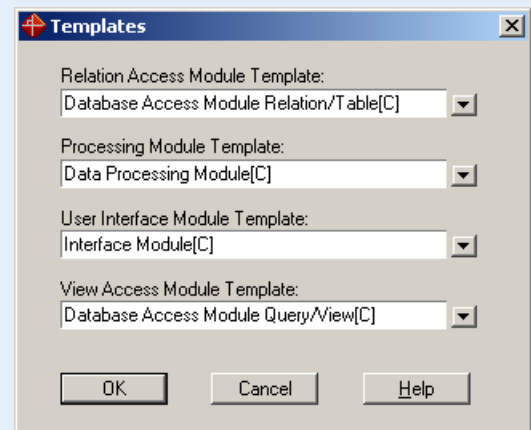 Templates
Relation Access Module Template:
Database Access Module Relation/Table[C]
Processing Module Template:
Data Processing Module[C]
User Interface Module Template:
Interface Module[C]
View Access Module Template:
Database Access Module Query/View[C]
OK Cancel Help